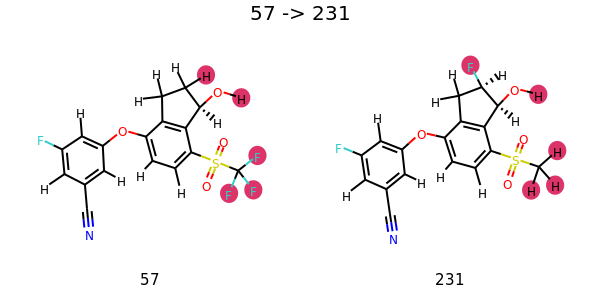 57 -> 231
H H H O H
H F O H
H O F
S
O F F
H H H
N
57
F H H O H
H H
F O H
H O H
S
O H H
H H H
N
231